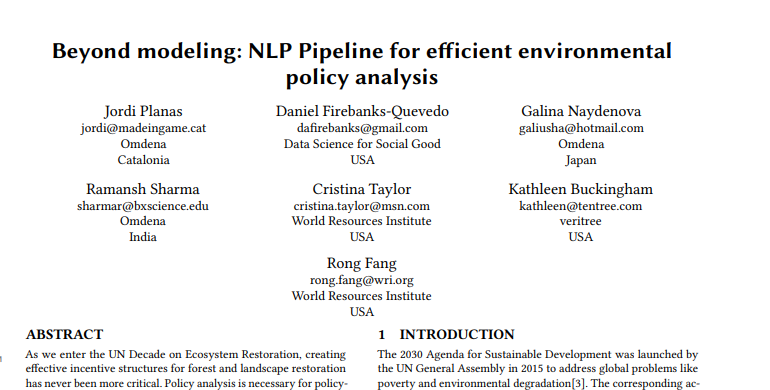 Beyond modeling: NLP Pipeline for efficient environmental
policy analysis
Jordi Planas
jordi@madeingame.cat
Omdena
Catalonia
Daniel Firebanks-Quevedo
dafirebanks@gmail.com
Data Science for Social Good
USA
Galina Naydenova
galiusha@hotmail.com
Omdena
Japan
Ramansh Sharma
sharmar@bxscience.edu
Omdena
India
Cristina Taylor
cristina.taylor@msn.com
World Resources Institute
USA
Kathleen Buckingham
kathleen@tentree.com
veritree
USA
Rong Fang
rong.fang@wri.org
World Resources Institute
USA
ABSTRACT
As we enter the UN Decade on Ecosystem Restoration, creating
effective incentive structures for forest and landscape restoration
has never been more critical. Policy analysis is necessary for policy-
1 INTRODUCTION
The 2030 Agenda for Sustainable Development was launched by
the UN General Assembly in 2015 to address global problems like
poverty and environmental degradation[3]. The corresponding ac-